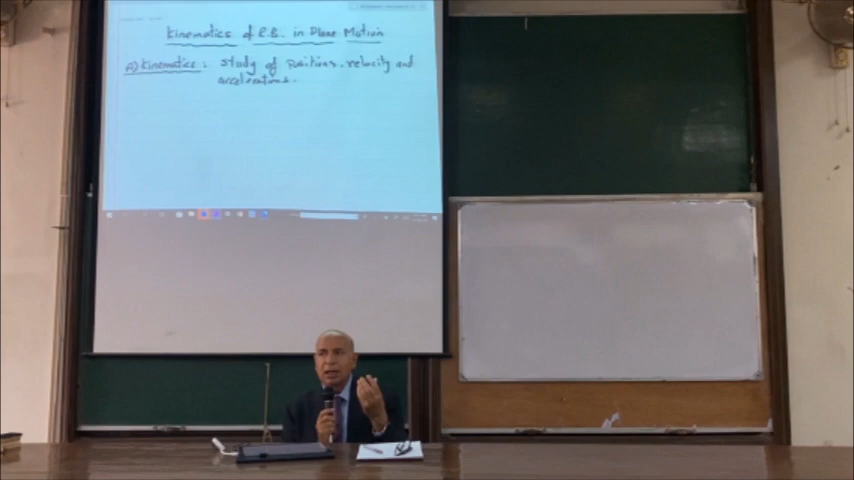 Kinematics of R.B. in Plane Motion
A) Kinematics: study of Positions, velocity and
accelerations.